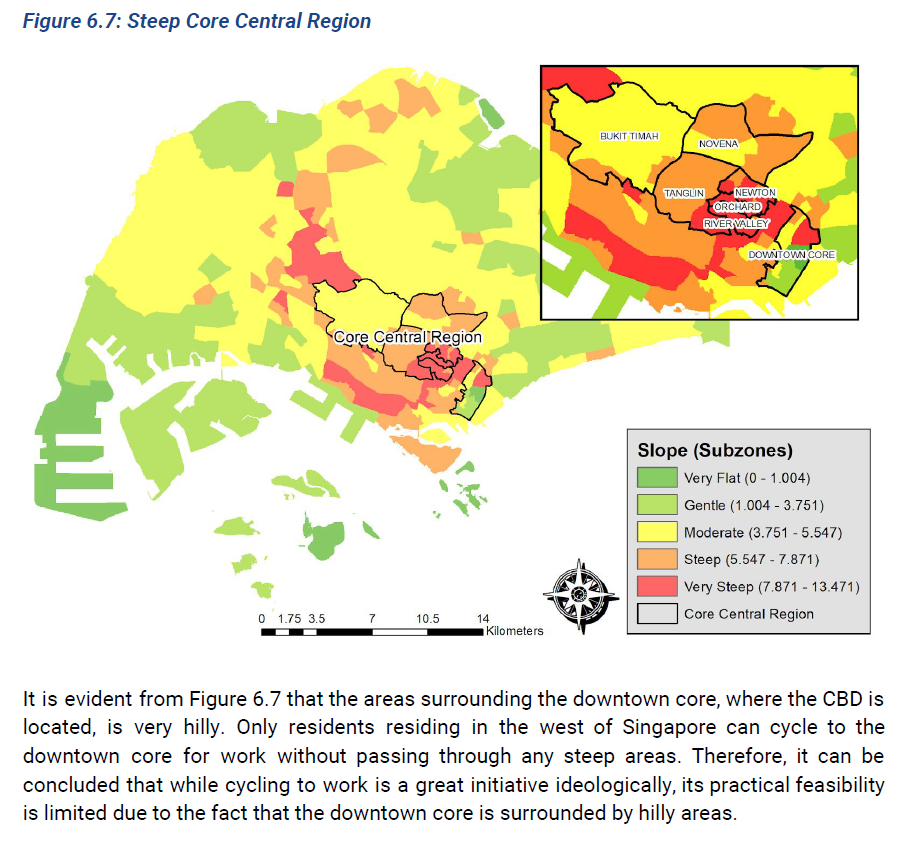 Figure 6.7: Steep Core Central Region
BUKIT TIMAH
NOVENA
TANGLIN
NEWTON
ORCHARD
RIVER VALLEY
DOWNTOWN CORE
Core Central Region
Slope (Subzones)
Very Flat (0 - 1.004)
Gentle (1.004 - 3.751)
Moderate (3.751 - 5.547)
Steep (5.547 - 7.871)
Very Steep (7.871 - 13.471)
Core Central Region
0 1.75 3.5 7 10.5 14
Kilometers
It is evident from Figure 6.7 that the areas surrounding the downtown core, where the CBD is
located, is very hilly. Only residents residing in the west of Singapore can cycle to the
downtown core for work without passing through any steep areas. Therefore, it can be
concluded that while cycling to work is a great initiative ideologically, its practical feasibility
is limited due to the fact that the downtown core is surrounded by hilly areas.